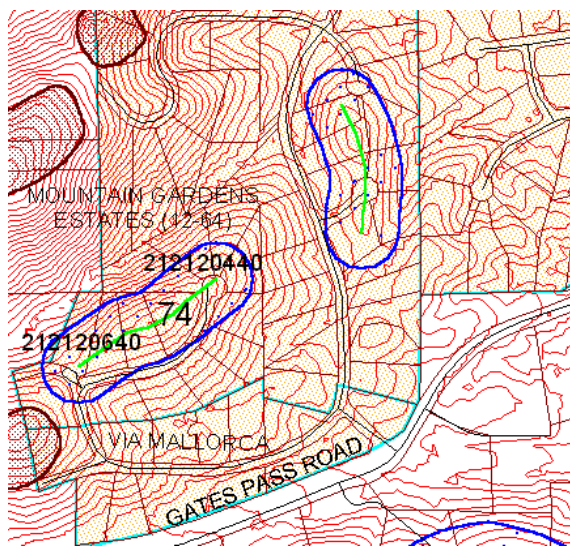 MOUNTAIN GARDENS
ESTATES (12-64)
212120440
74
212120640
VIA MALLORCA
GATES PASS ROAD